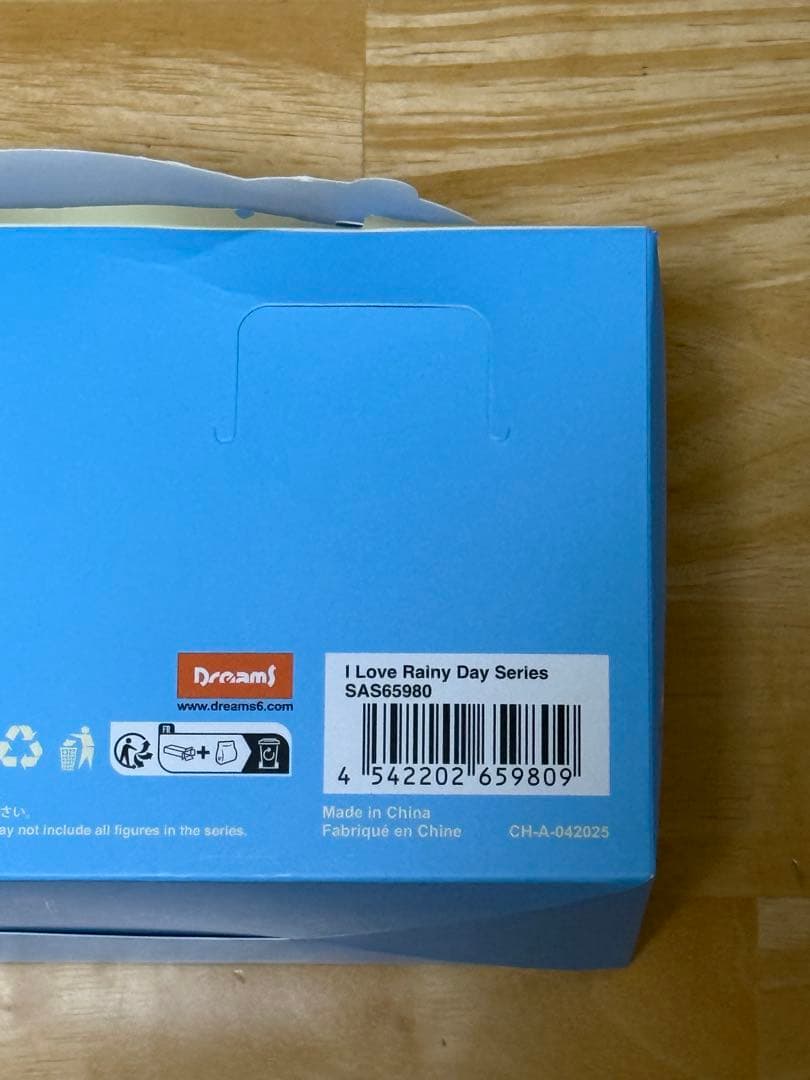 DreamS
www.dreams6.com
I Love Rainy Day Series
SAS65980
FR
4 542202 659809
さい。
ay not include all figures in the series.
Made in China
Fabriqué en Chine
CH-A-042025